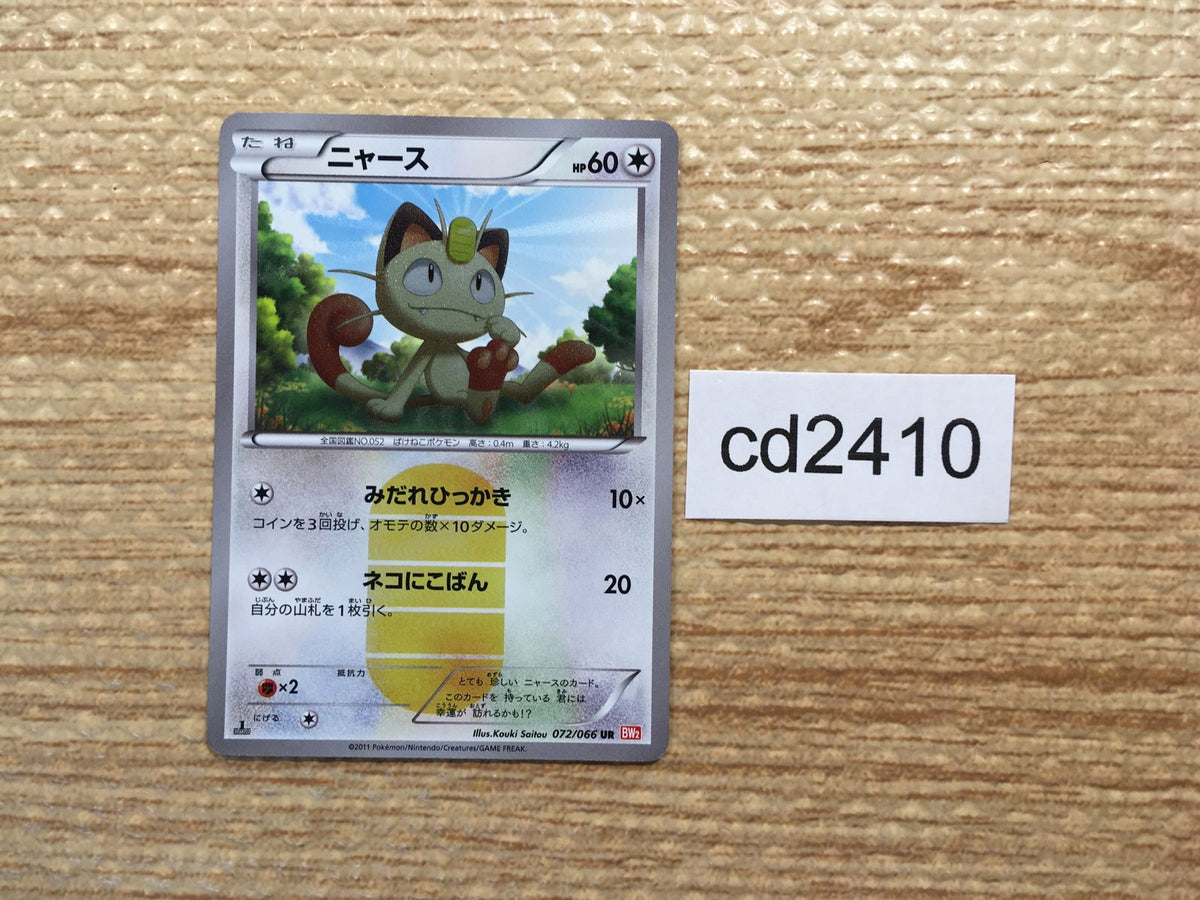 たね ニャース HP60
全国図鑑NO.052 ばけねこポケモン 高さ:0.4m 重さ:4.2kg
みだれひっかき 10×
コインを3回投げ、オモテの数×10ダメージ。
ネコにこばん 20
自分の山札を1枚引く。
弱点 抵抗力
×2
にげる
とても 珍しい ニャースのカード。
このカードを 持っている 君には
幸運が 訪れるかも!?
Illus.Kouki Saitou 072/066 UR BW2
©2011 Pokémon/Nintendo/Creatures/GAME FREAK.
cd2410